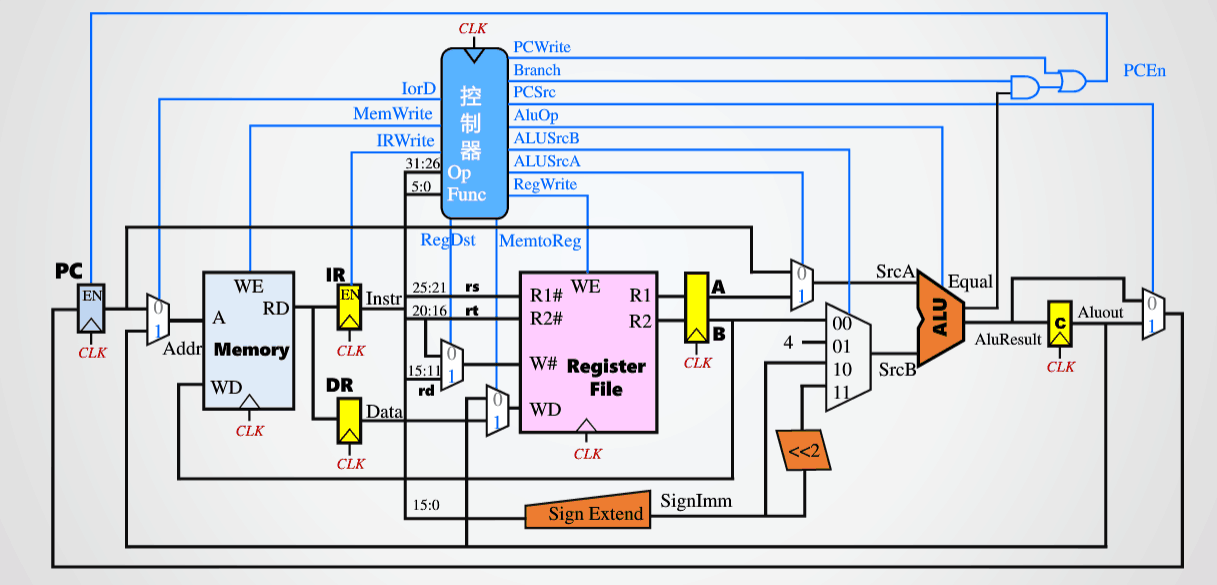 CLK
PCWrite
Branch
PCEn
PCSrc
IorD
控
制
器
AluOp
MemWrite
ALUSrcB
IRWrite
ALUSrcA
31:26
Op
RegWrite
5:0
Func
RegDst
MemtoReg
PC
EN
CLK
0
1
Addr
WE
RD
A
Memory
WD
CLK
IR
EN
Instr
CLK
DR
Data
CLK
25:21
rs
20:16
rt
15:11
rd
0
1
0
1
WE
R1#
R1
R2#
R2
W#
Register
File
WD
CLK
A
B
CLK
0
1
SrcA
00
4
01
10
11
SrcB
<<2
15:0
Sign Extend
SignImm
ALU
Equal
AluResult
C
Aluout
CLK
0
1